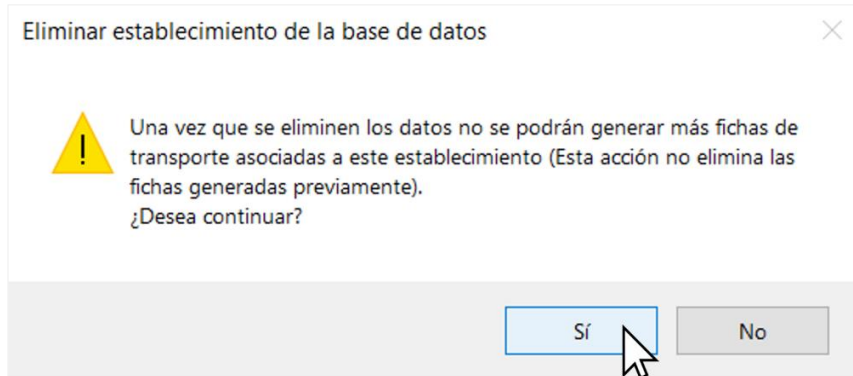 Eliminar establecimiento de la base de datos
Una vez que se eliminen los datos no se podrán generar más fichas de
transporte asociadas a este establecimiento (Esta acción no elimina las
fichas generadas previamente).
¿Desea continuar?
Sí
No